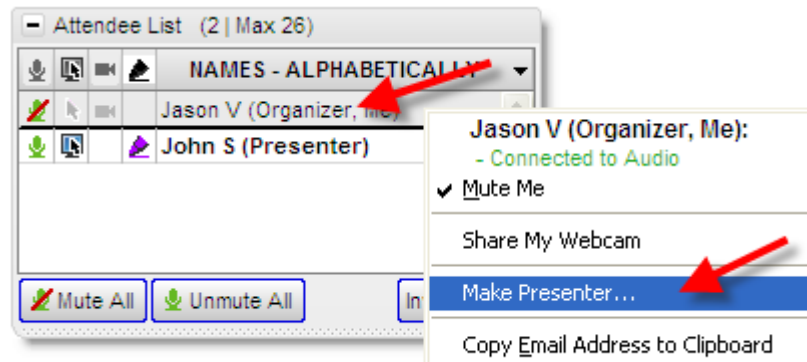 Attendee List (2 | Max 26)
NAMES - ALPHABETICALLY
Jason V (Organizer, Me)
John S (Presenter)
Mute All
Unmute All
Jason V (Organizer, Me):
- Connected to Audio
Mute Me
Share My Webcam
Make Presenter...
Copy Email Address to Clipboard